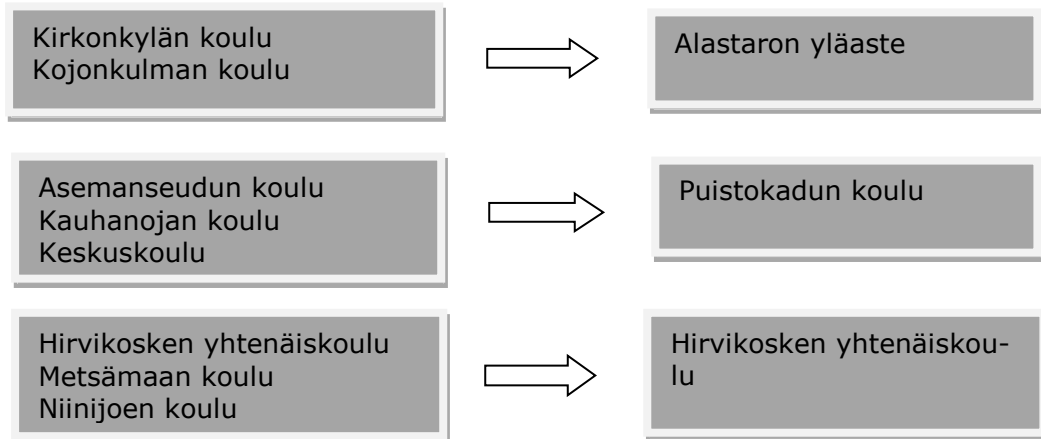 Kirkonkylän koulu
Kojonkulman koulu
Alastaron yläaste
Asemanseudun koulu
Kauhanojan koulu
Keskuskoulu
Puistokadun koulu
Hirvikosken yhtenäiskoulu
Metsämaan koulu
Niinijoen koulu
Hirvikosken yhtenäiskou-
lu